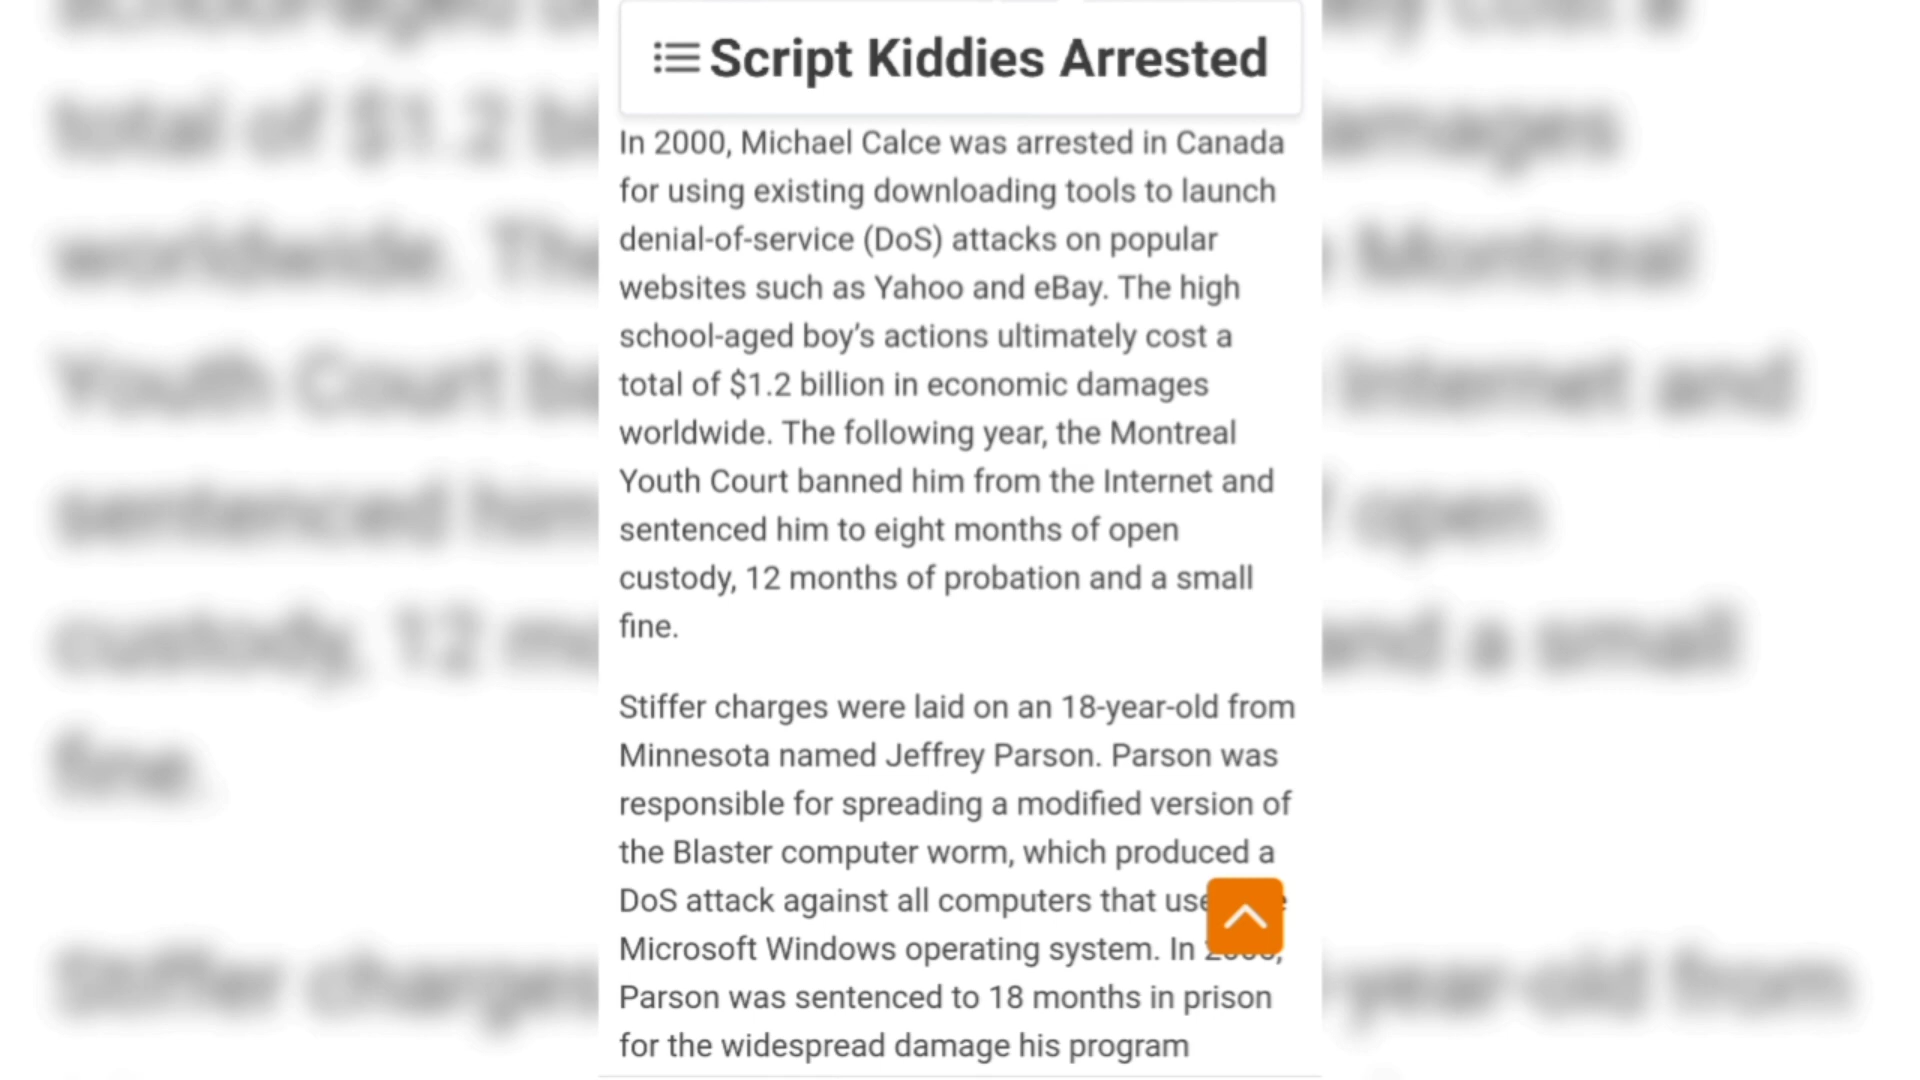 Script Kiddies Arrested
In 2000, Michael Calce was arrested in Canada
for using existing downloading tools to launch
denial-of-service (DoS) attacks on popular
websites such as Yahoo and eBay. The high
school-aged boy’s actions ultimately cost a
total of $1.2 billion in economic damages
worldwide. The following year, the Montreal
Youth Court banned him from the Internet and
sentenced him to eight months of open
custody, 12 months of probation and a small
fine.
Stiffer charges were laid on an 18-year-old from
Minnesota named Jeffrey Parson. Parson was
responsible for spreading a modified version of
the Blaster computer worm, which produced a
DoS attack against all computers that
Microsoft Windows operating system. In
Parson was sentenced to 18 months in prison
for the widespread damage his program